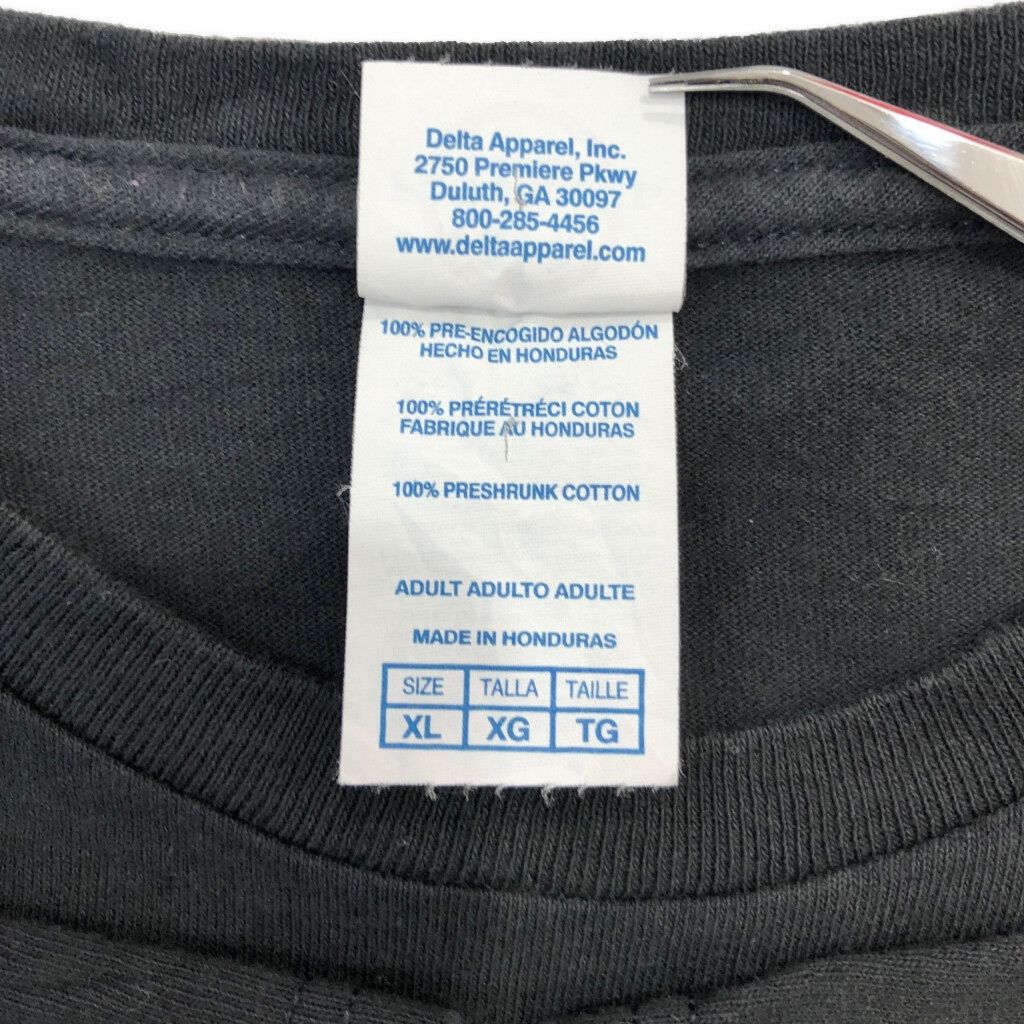 Delta Apparel, Inc.
2750 Premiere Pkwy
Duluth, GA 30097
800-285-4456
www.deltaapparel.com
100% PRE-ENCOGIDO ALGODÓN
HECHO EN HONDURAS
100% PRÉRÉTRÉCI COTON
FABRIQUE AU HONDURAS
100% PRESHRUNK COTTON
ADULT ADULTO ADULTE
MADE IN HONDURAS
SIZE TALLA TAILLE
XL XG TG